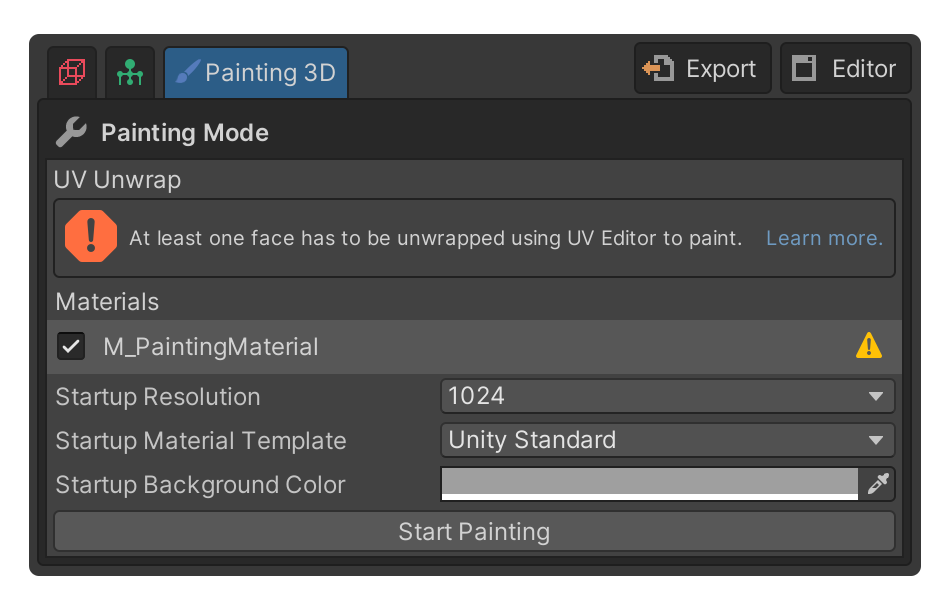 Painting 3D
Export
Editor
Painting Mode
UV Unwrap
At least one face has to be unwrapped using UV Editor to paint. Learn more.
Materials
M_PaintingMaterial
Startup Resolution 1024
Startup Material Template Unity Standard
Startup Background Color
Start Painting